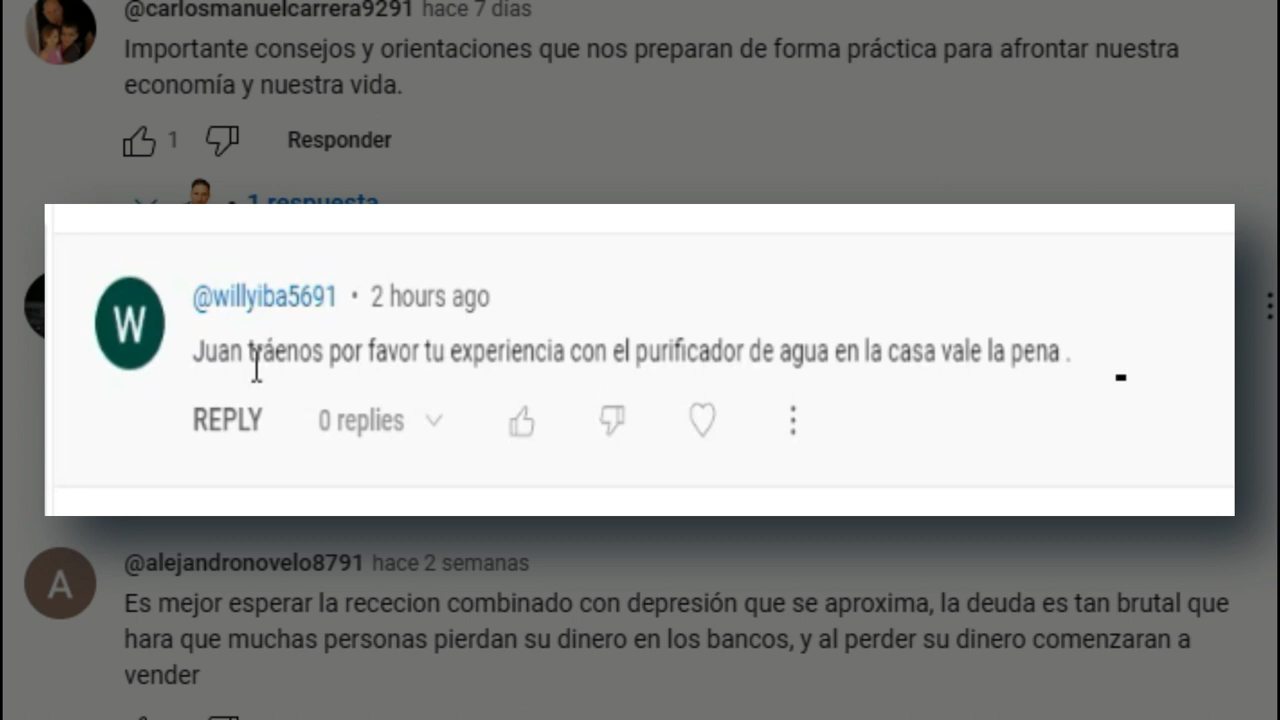 @carlosmanuelcarrera9291 hace 7 días
Importante consejos y orientaciones que nos preparan de forma práctica para afrontar nuestra
economía y nuestra vida.
1 Responder
1 respuesta
W
@willyiba5691 • 2 hours ago
Juan tráenos por favor tu experiencia con el purificador de agua en la casa vale la pena .
REPLY 0 replies
A
@alejandronovelo8791 hace 2 semanas
Es mejor esperar la rececion combinado con depresión que se aproxima, la deuda es tan brutal que
hara que muchas personas pierdan su dinero en los bancos, y al perder su dinero comenzaran a
vender